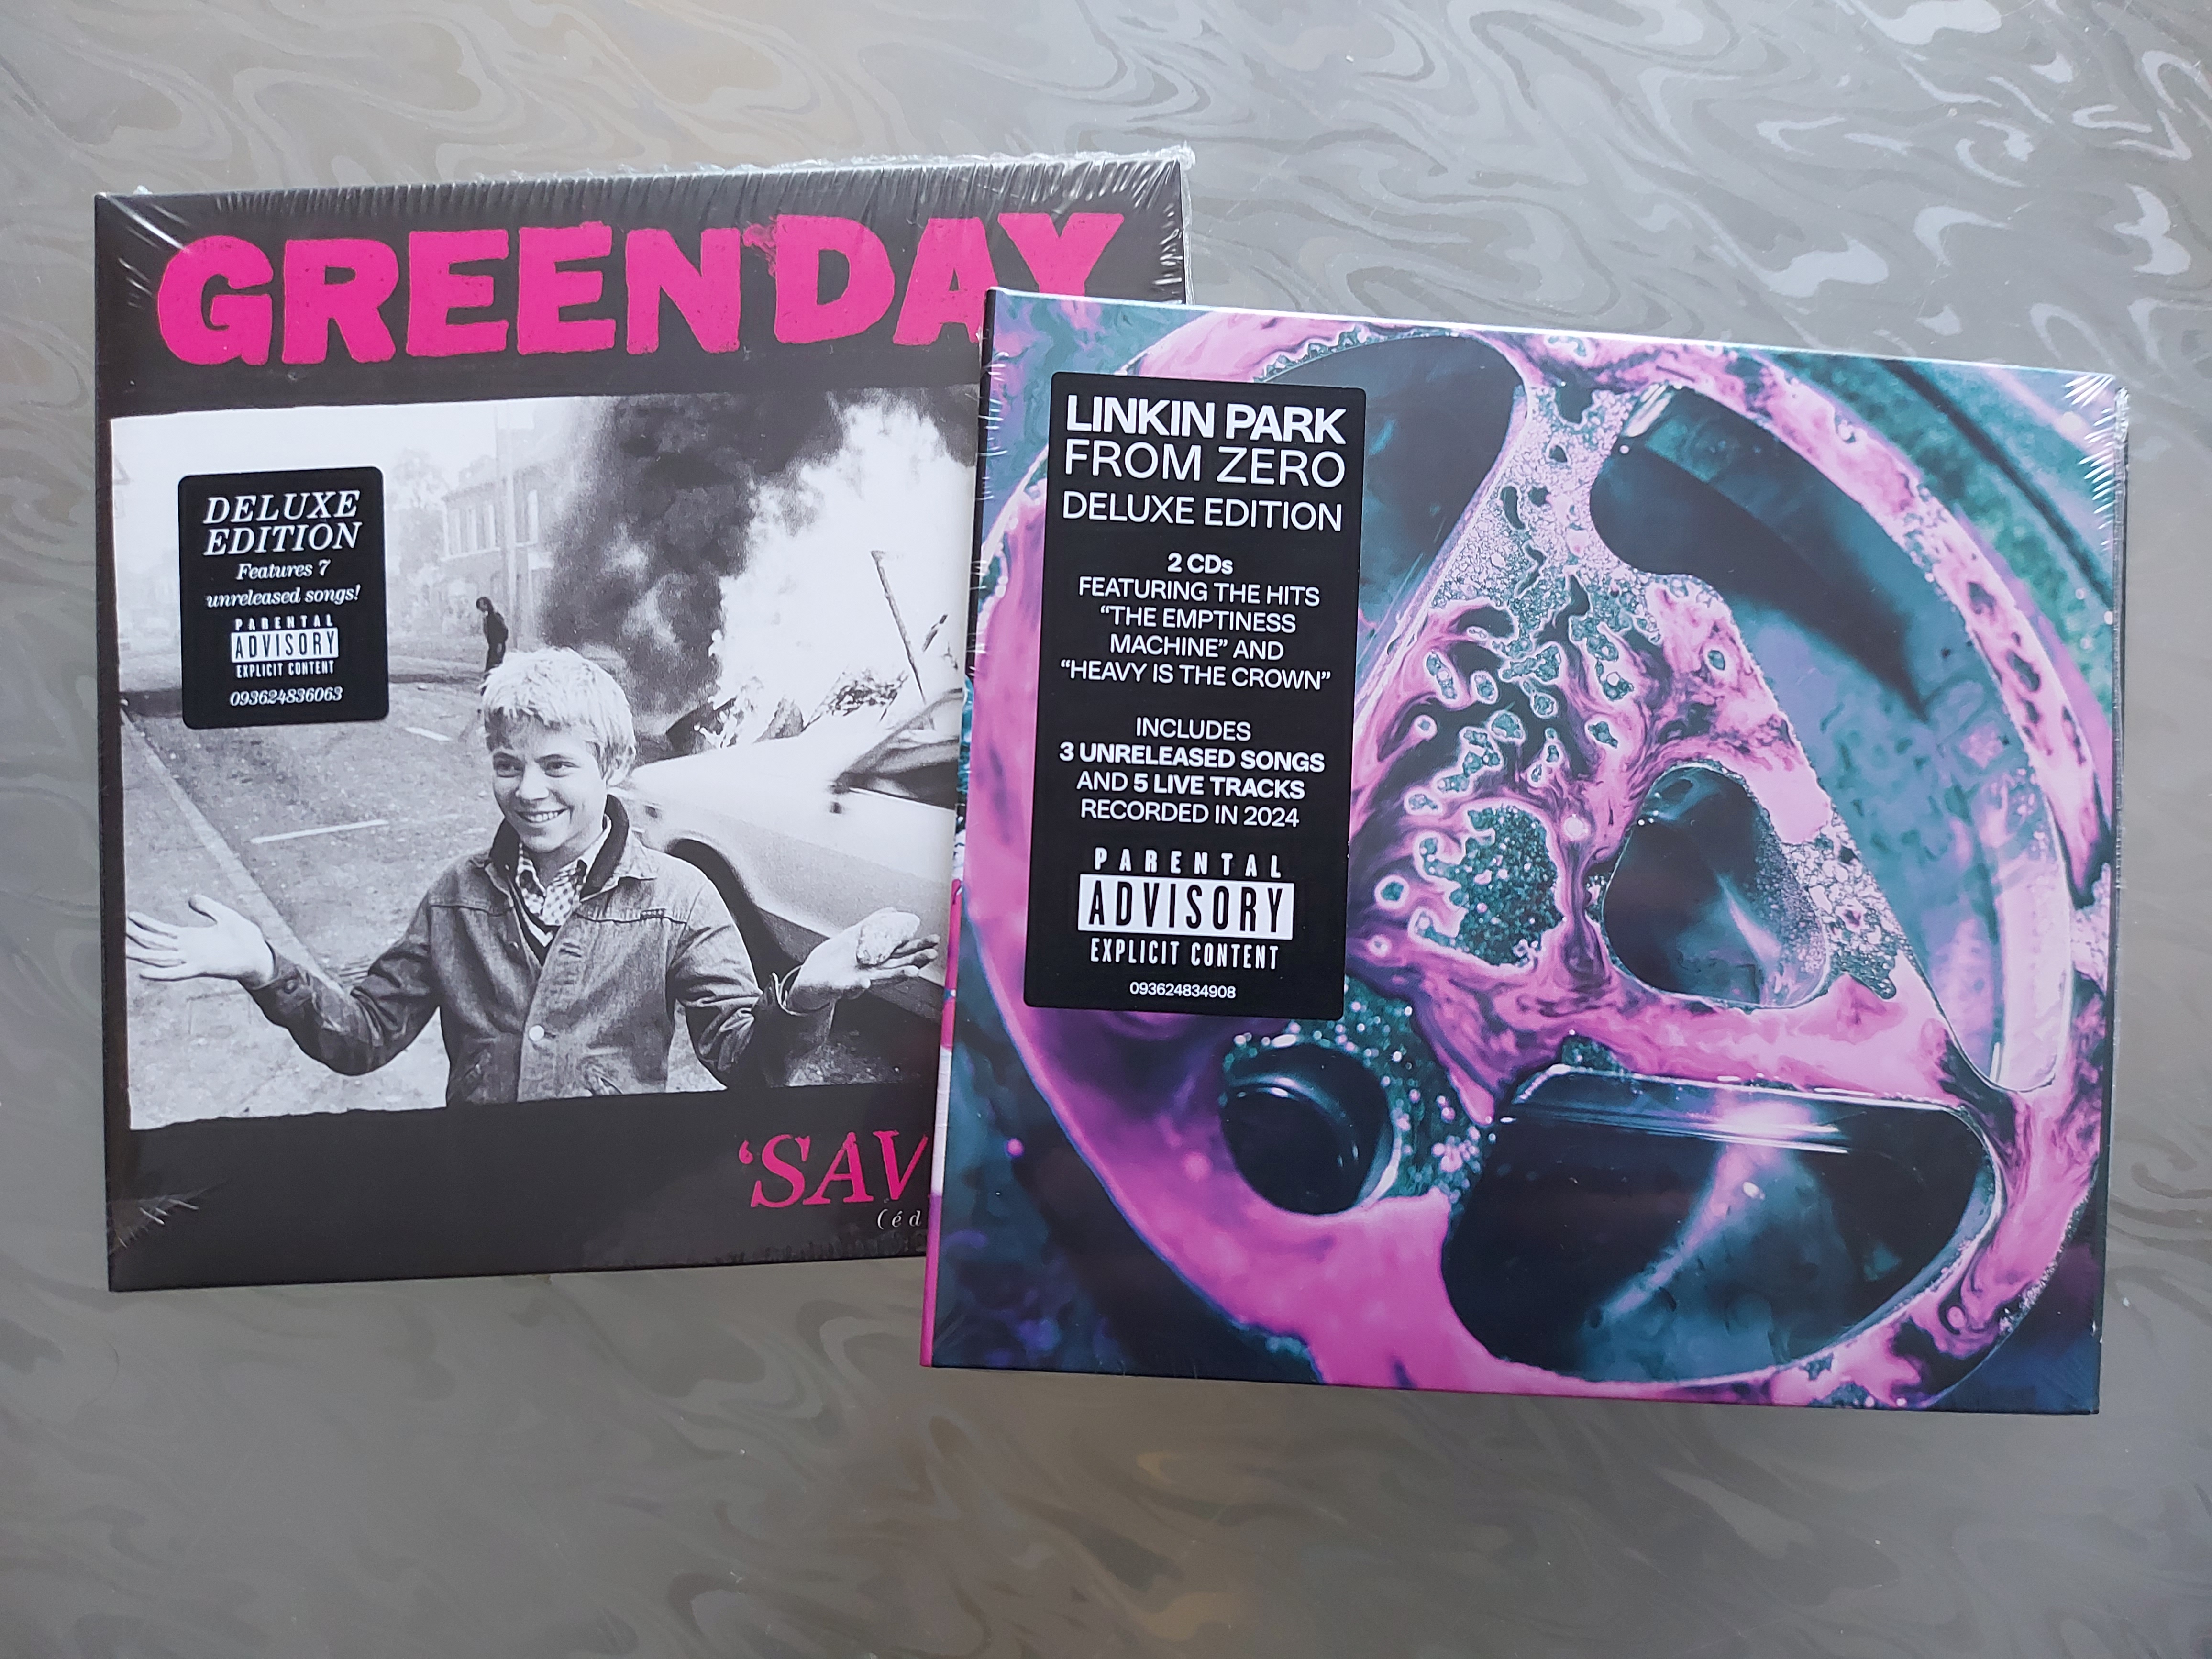 GREEN DAY
DELUXE
EDITION
Features 7
unreleased songs!
PARENTAL
ADVISORY
EXPLICIT CONTENT
093624836063
‘SAV
(éd
LINKIN PARK
FROM ZERO
DELUXE EDITION
2 CDs
FEATURING THE HITS
“THE EMPTINESS
MACHINE” AND
“HEAVY IS THE CROWN”
INCLUDES
3 UNRELEASED SONGS
AND 5 LIVE TRACKS
RECORDED IN 2024
PARENTAL
ADVISORY
EXPLICIT CONTENT
093624834908